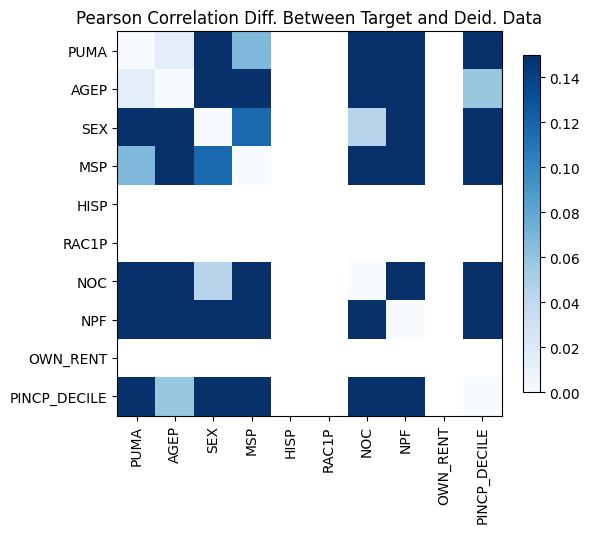 Pearson Correlation Diff. Between Target and Deid. Data
PUMA
AGEP
SEX
MSP
HISP
RAC1P
NOC
NPF
OWN_RENT
PINCP_DECILE
PUMA
AGEP
SEX
MSP
HISP
RAC1P
NOC
NPF
OWN_RENT
PINCP_DECILE
0.14
0.12
0.10
0.08
0.06
0.04
0.02
0.00